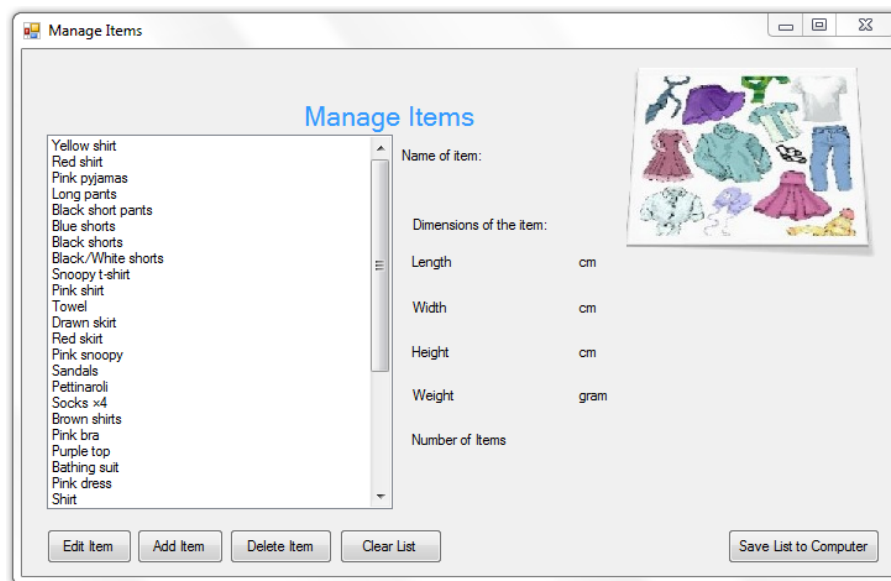 Manage Items
Manage Items
Yellow shirt
Red shirt
Pink pyjamas
Long pants
Black short pants
Blue shorts
Black shorts
Black/White shorts
Snoopy t-shirt
Pink shirt
Towel
Drawn skirt
Red skirt
Pink snoopy
Sandals
Pettinaroli
Socks ×4
Brown shirts
Pink bra
Purple top
Bathing suit
Pink dress
Shirt
Name of item:
Dimensions of the item:
Length cm
Width cm
Height cm
Weight gram
Number of Items
Edit Item Add Item Delete Item Clear List Save List to Computer